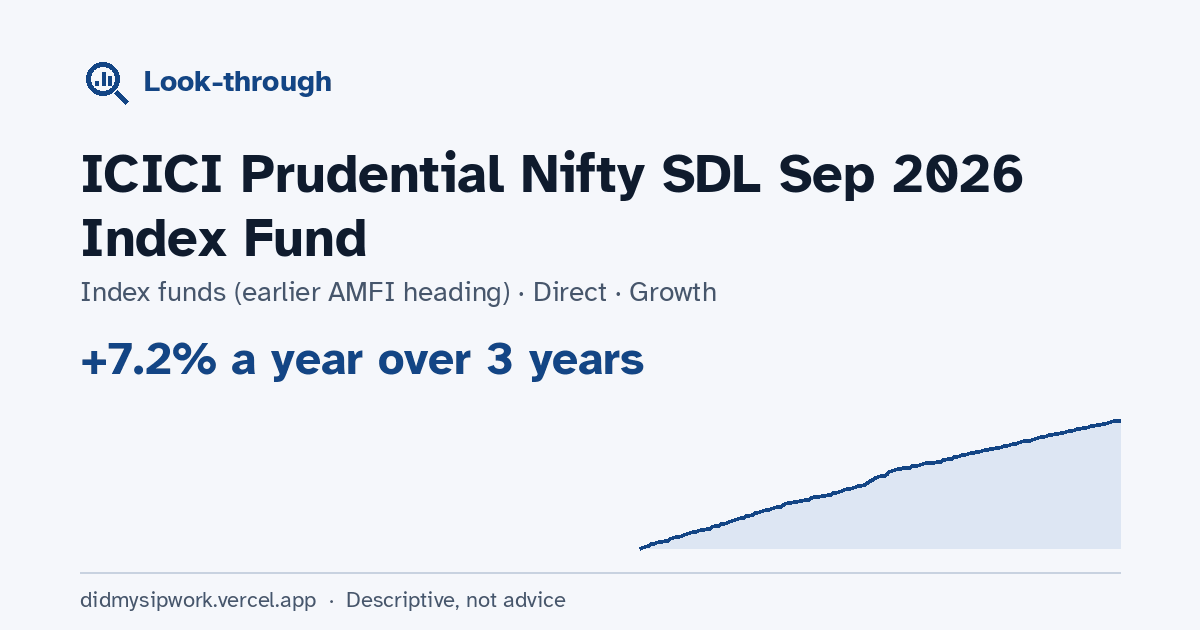 Look-through
ICICI Prudential Nifty SDL Sep 2026
Index Fund
Index funds (earlier AMFI heading) · Direct · Growth
+7.2% a year over 3 years
didmysipwork.vercel.app · Descriptive, not advice